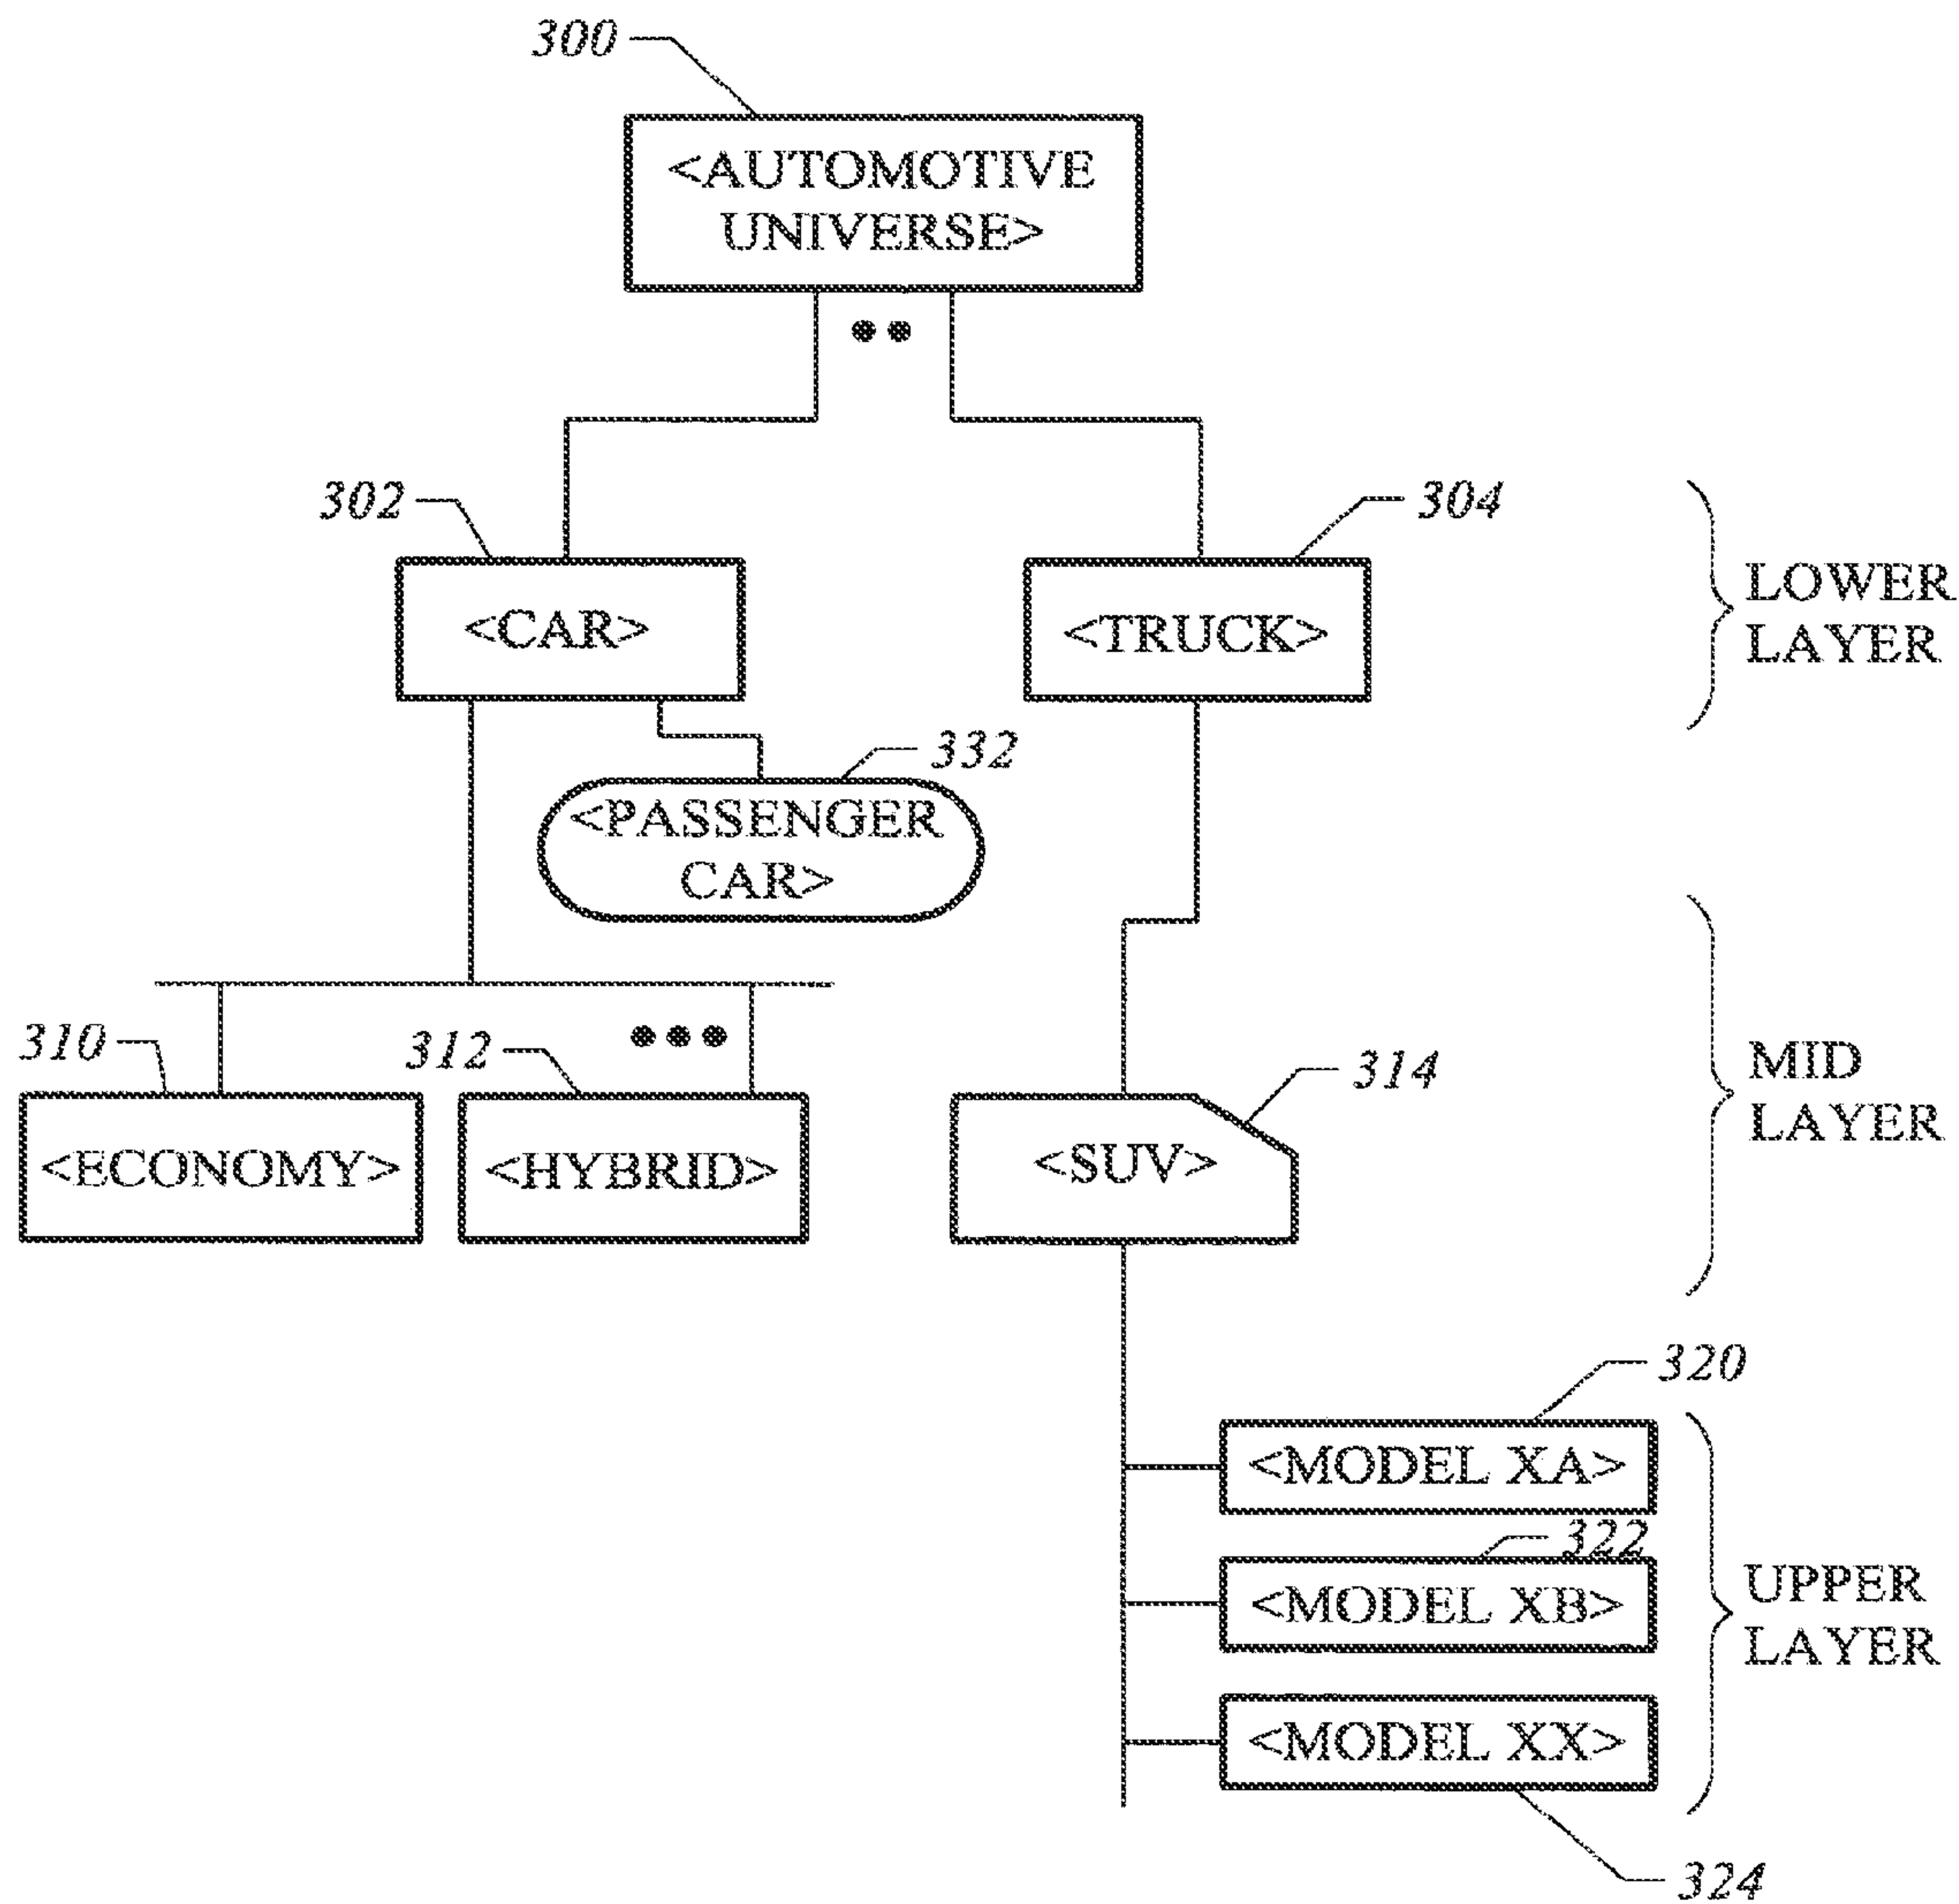 300
<AUTOMOTIVE
UNIVERSE>
302
304
<CAR>
<TRUCK>
LOWER
LAYER
332
<PASSENGER
CAR>
310
312
314
MID
LAYER
<ECONOMY>
<HYBRID>
<SUV>
320
<MODEL XA>
322
<MODEL XB>
UPPER
LAYER
<MODEL XX>
324